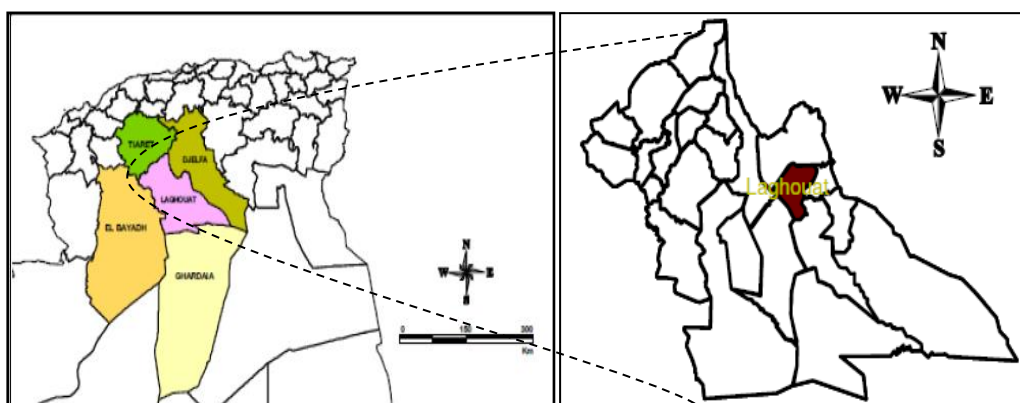 TIARET
DJELFA
LAGHOUAT
EL BAYADH
GHARDAIA
N
W E
S
0 150 300
Km
N
W E
S
Laghouat